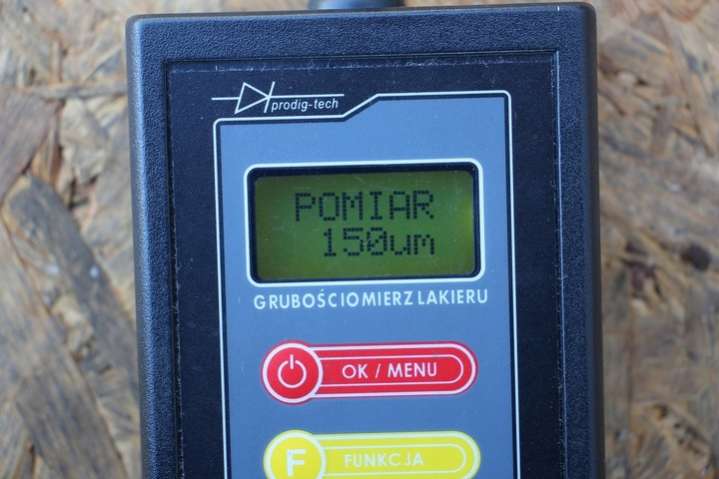 prodig-tech
POMIAR
150um
GRUBOŚCIOMIERZ LAKIERU
OK / MENU
F FUNKCJA